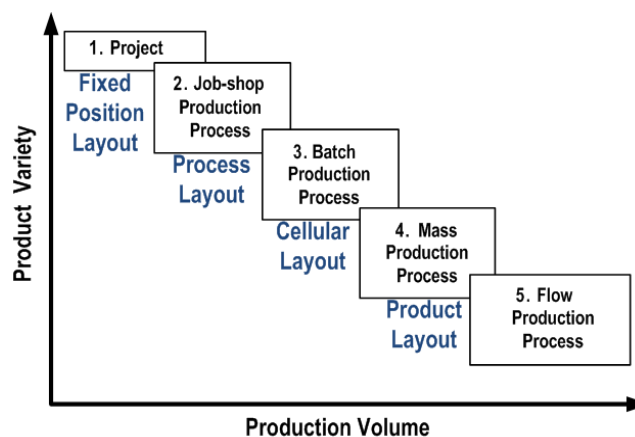 1. Project
Fixed
Position
Layout
2. Job-shop
Production
Process
Process
Layout
3. Batch
Production
Process
Cellular
Layout
4. Mass
Production
Process
Product
Layout
5. Flow
Production
Process
Product Variety
Production Volume